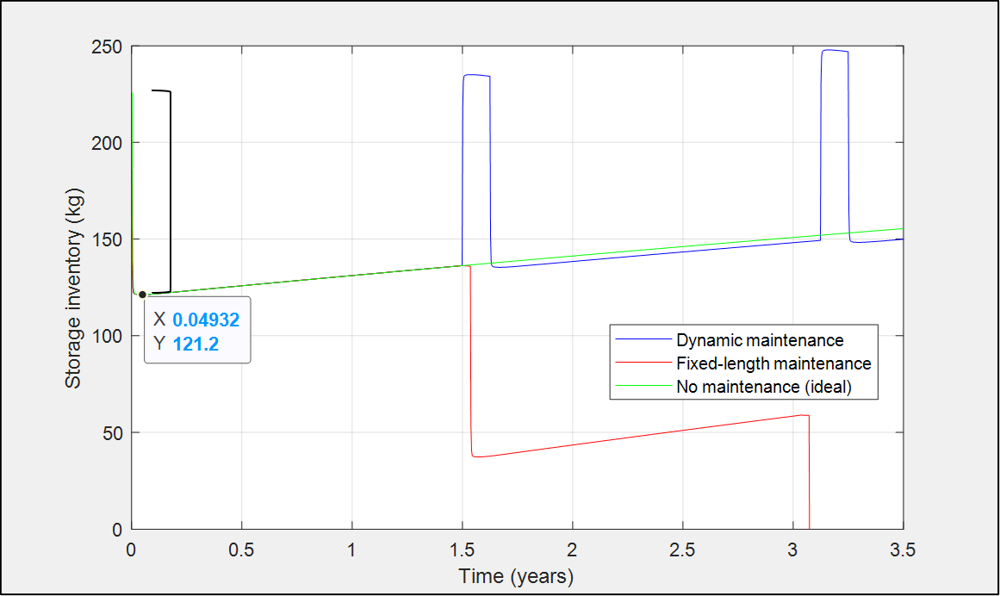 250
200
150
100
50
0
Storage inventory (kg)
X 0.04932
Y 121.2
Dynamic maintenance
Fixed-length maintenance
No maintenance (ideal)
0 0.5 1 1.5 2 2.5 3 3.5
Time (years)